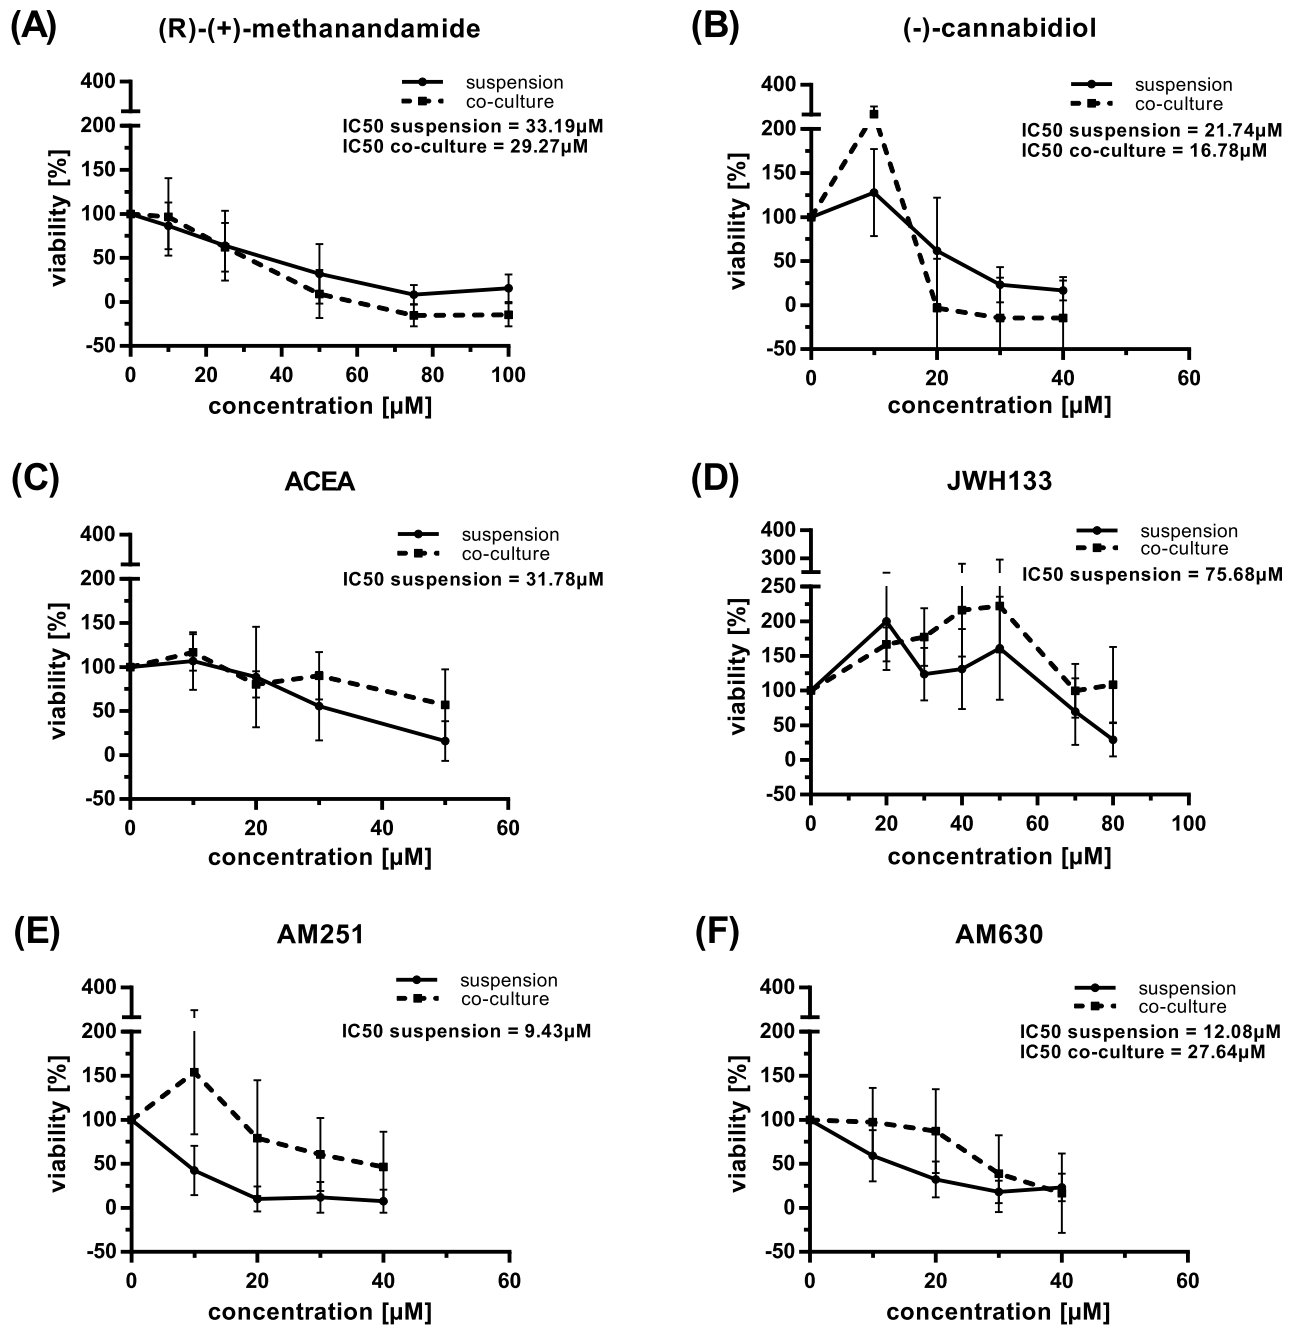 (A) (R)-(+)-methanandamide
400
200
150
100
50
0
-50
viability [%]
suspension
co-culture
IC50 suspension = 33.19µM
IC50 co-culture = 29.27µM
0 20 40 60 80 100
concentration [µM]
(B) (-)-cannabidiol
400
200
150
100
50
0
-50
viability [%]
suspension
co-culture
IC50 suspension = 21.74µM
IC50 co-culture = 16.78µM
0 20 40 60
concentration [µM]
(C) ACEA
400
200
150
100
50
0
-50
viability [%]
suspension
co-culture
IC50 suspension = 31.78µM
0 20 40 60
concentration [µM]
(D) JWH133
400
300
250
200
150
100
50
0
-50
viability [%]
suspension
co-culture
IC50 suspension = 75.68µM
0 20 40 60 80 100
concentration [µM]
(E) AM251
400
200
150
100
50
0
-50
viability [%]
suspension
co-culture
IC50 suspension = 9.43µM
0 20 40 60
concentration [µM]
(F) AM630
400
200
150
100
50
0
-50
viability [%]
suspension
co-culture
IC50 suspension = 12.08µM
IC50 co-culture = 27.64µM
0 20 40 60
concentration [µM]